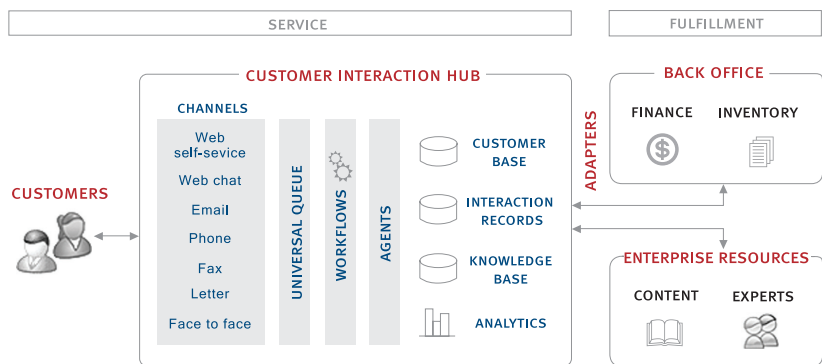 SERVICE
FULFILLMENT
CUSTOMER INTERACTION HUB
BACK OFFICE
CHANNELS
Web
self-sevice
Web chat
Email
Phone
Fax
Letter
Face to face
UNIVERSAL QUEUE
WORKFLOWS
AGENTS
CUSTOMER
BASE
INTERACTION
RECORDS
KNOWLEDGE
BASE
ANALYTICS
CUSTOMERS
ADAPTERS
FINANCE
INVENTORY
$
ENTERPRISE RESOURCES
CONTENT
EXPERTS